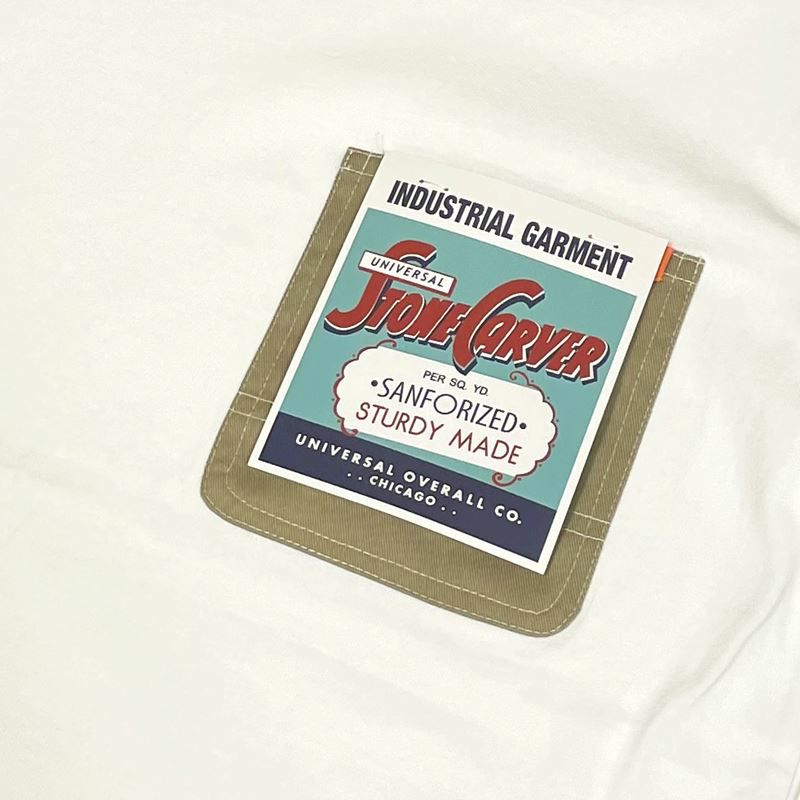 INDUSTRIAL GARMENT
UNIVERSAL
STONE CARVER
PER SQ. YD.
•SANFORIZED•
STURDY MADE
UNIVERSAL OVERALL CO.
. . CHICAGO . .